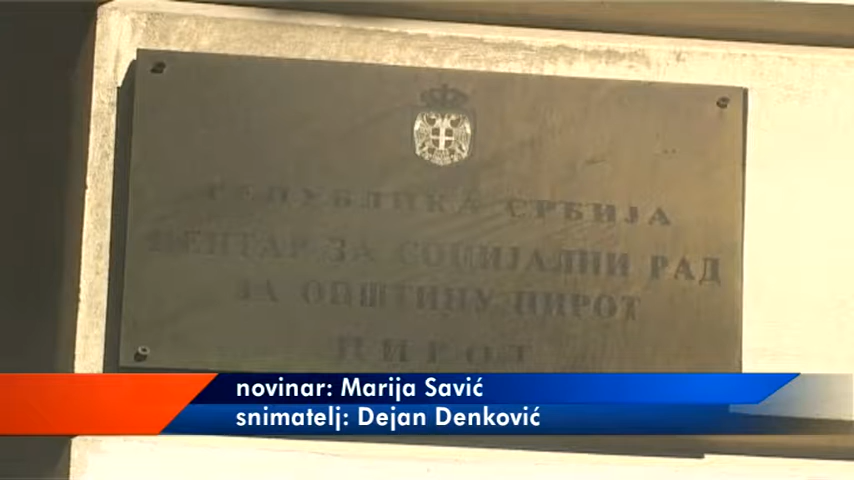 РЕПУБЛИКА СРБИЈА
ЦЕНТАР ЗА СОЦИЈАЛНИ РАД
ЗА ОПШТИНУ ПИРОТ
ПИРОТ
novinar: Marija Savić
snimatelj: Dejan Denković